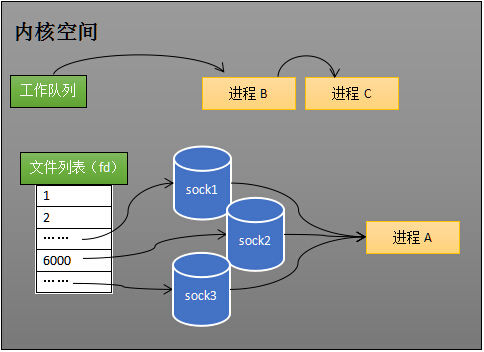 内核空间
工作队列
进程 B
进程 C
文件列表（fd）
1
2
……
6000
……
sock1
sock2
sock3
进程 A